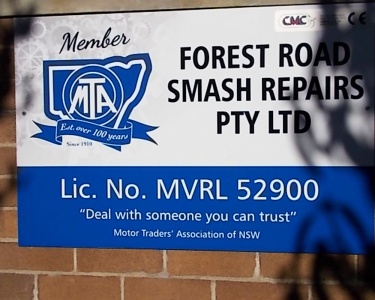 Member
MTA
Est. over 100 years
Since 1910
CMC
CE
FOREST ROAD
SMASH REPAIRS
PTY LTD
Lic. No. MVRL 52900
"Deal with someone you can trust"
Motor Traders' Association of NSW